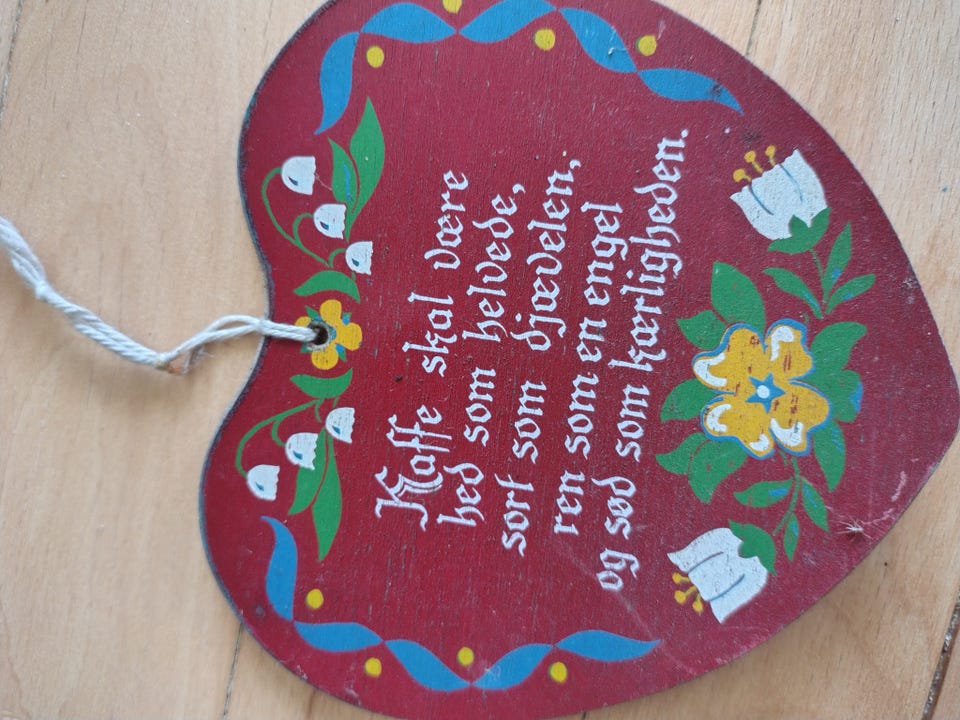 Kaffe skal være
hed som helvede,
sort som djævelen,
ren som en engel
og sød som kærligheden.